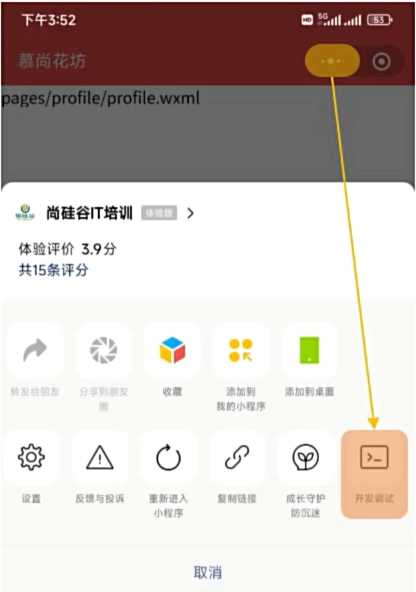 下午3:52
HD 5G 53
慕尚花坊
pages/profile/profile.wxml
尚硅谷IT培训 体验版
体验评价 3.9分
共15条评分
转发给朋友 分享到朋友圈 收藏 添加到我的小程序 添加到桌面
设置 反馈与投诉 重新进入小程序 复制链接 成长守护防沉迷 开发调试
取消